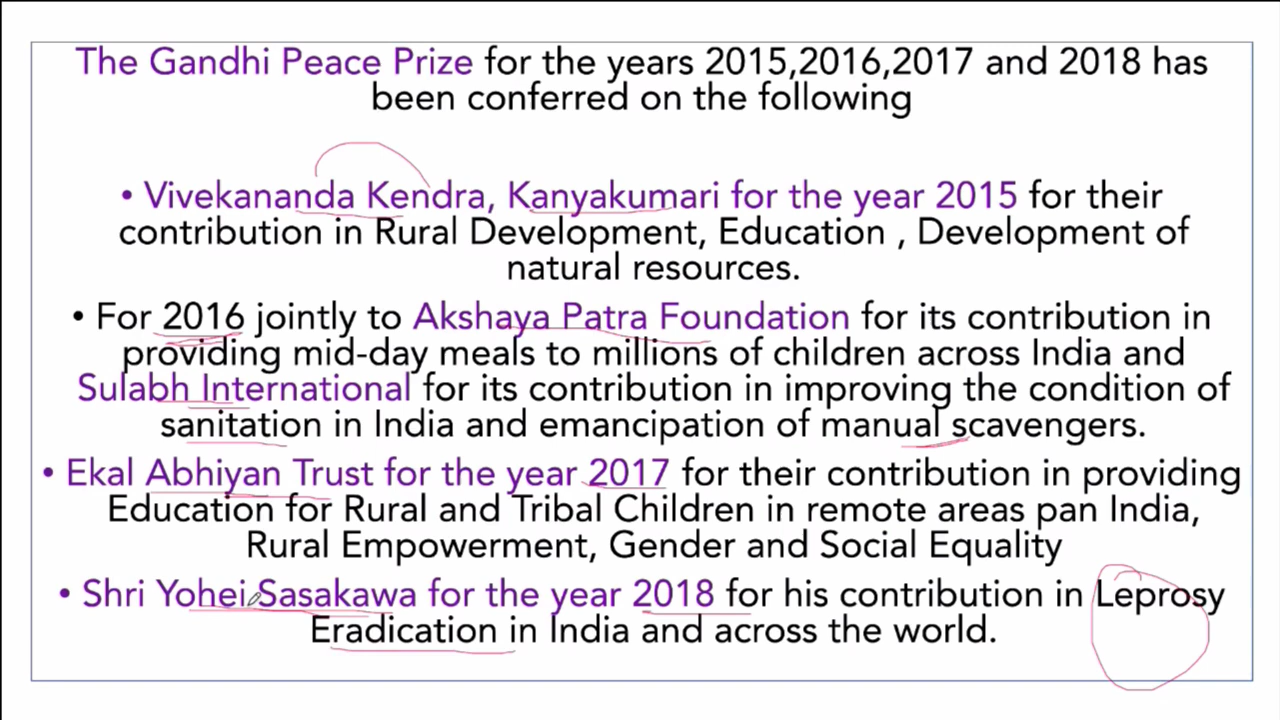 The Gandhi Peace Prize for the years 2015,2016,2017 and 2018 has
been conferred on the following
• Vivekananda Kendra, Kanyakumari for the year 2015 for their
contribution in Rural Development, Education , Development of
natural resources.
• For 2016 jointly to Akshaya Patra Foundation for its contribution in
providing mid-day meals to millions of children across India and
Sulabh International for its contribution in improving the condition of
sanitation in India and emancipation of manual scavengers.
• Ekal Abhiyan Trust for the year 2017 for their contribution in providing
Education for Rural and Tribal Children in remote areas pan India,
Rural Empowerment, Gender and Social Equality
• Shri Yohei Sasakawa for the year 2018 for his contribution in Leprosy
Eradication in India and across the world.